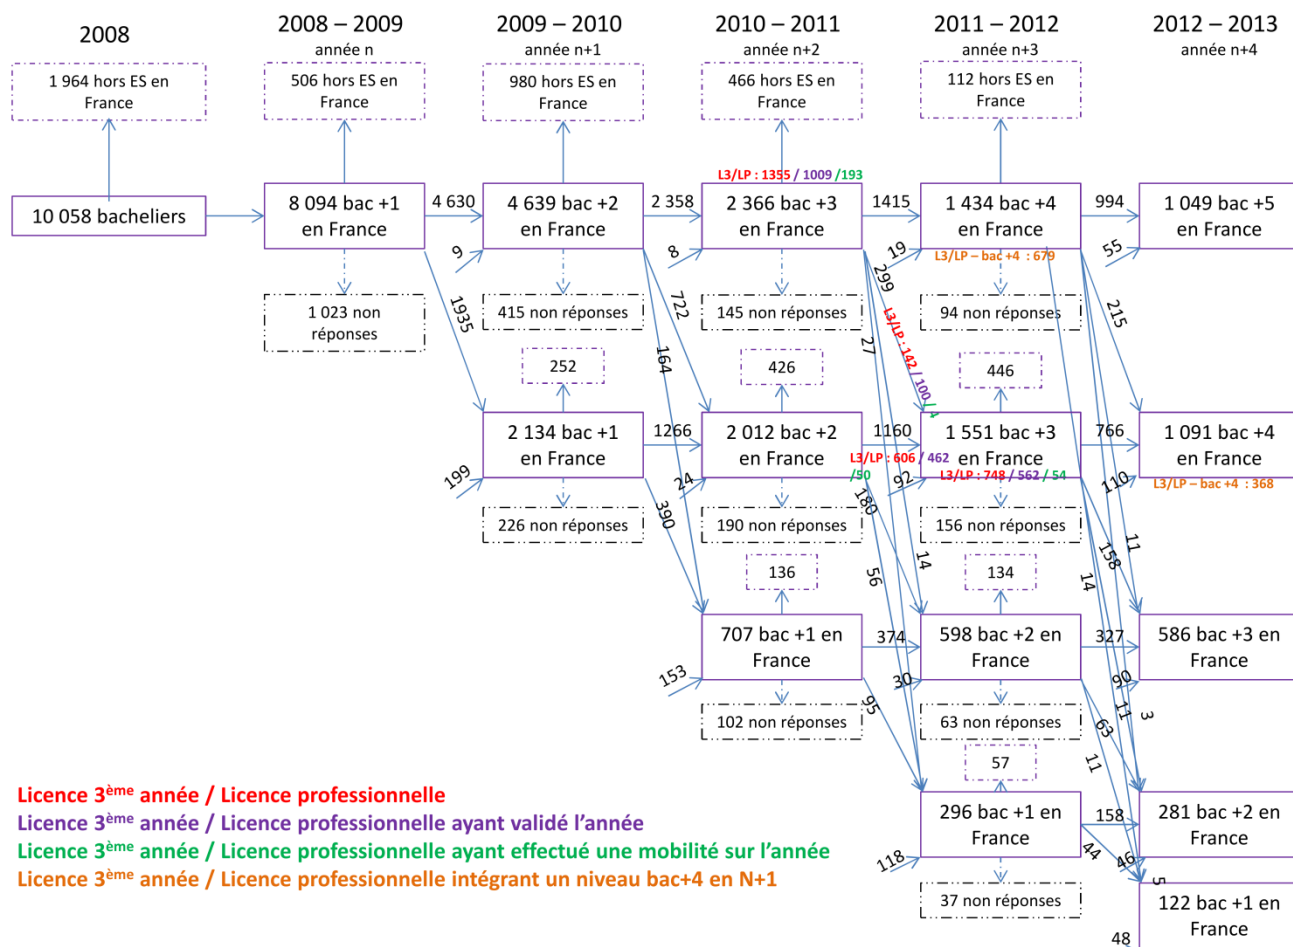 2008
2008 – 2009
année n
2009 – 2010
année n+1
2010 – 2011
année n+2
2011 – 2012
année n+3
2012 – 2013
année n+4
1 964 hors ES en
France
506 hors ES en
France
980 hors ES en
France
466 hors ES en
France
112 hors ES en
France
L3/LP : 1355 / 1009 /193
10 058 bacheliers
8 094 bac +1
en France
4 630
9
4 639 bac +2
en France
2 358
8
2 366 bac +3
en France
1415
19
1 434 bac +4
en France
994
55
1 049 bac +5
L3/LP – bac +4 : 679
1 023 non
réponses
415 non réponses
145 non réponses
94 non réponses
1935
722
164
299
27
L3/LP : 142 / 100 / 4
215
252
426
446
2 134 bac +1
en France
199
1266
2 012 bac +2
en France
24
1160
L3/LP : 606 / 462
/50
92
1 551 bac +3
en France
L3/LP : 748 / 562 / 54
766
110
1 091 bac +4
en France
L3/LP – bac +4 : 368
226 non réponses
190 non réponses
156 non réponses
390
180
56
14
158
11
14
136
134
707 bac +1 en
France
153
374
30
598 bac +2 en
France
327
90
586 bac +3 en
France
102 non réponses
63 non réponses
95
63
11
11
3
57
296 bac +1 en
France
118
158
44
46
5
281 bac +2 en
France
37 non réponses
122 bac +1 en
France
48
Licence 3ème année / Licence professionnelle
Licence 3ème année / Licence professionnelle ayant validé l’année
Licence 3ème année / Licence professionnelle ayant effectué une mobilité sur l’année
Licence 3ème année / Licence professionnelle intégrant un niveau bac+4 en N+1